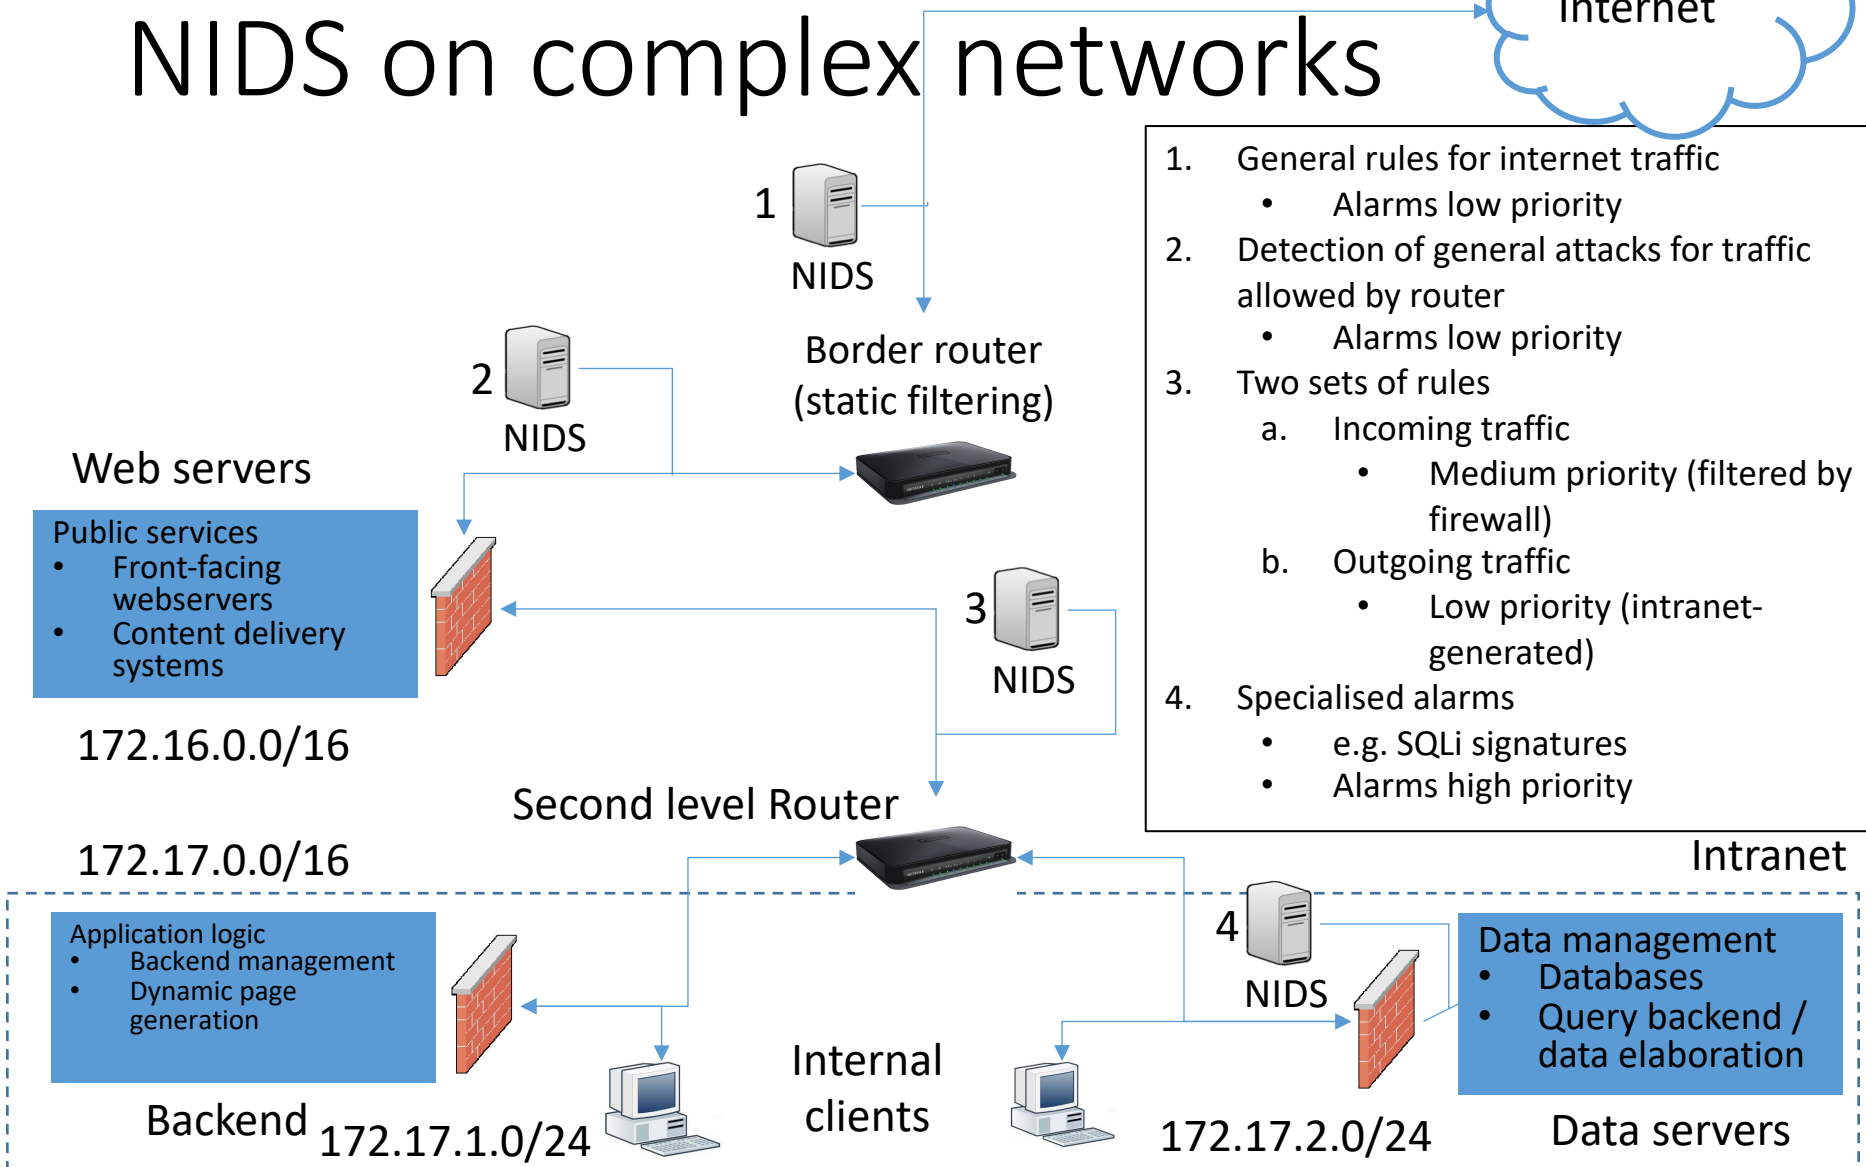 NIDS on complex networks
Internet
1. General rules for internet traffic
• Alarms low priority
2. Detection of general attacks for traffic
allowed by router
• Alarms low priority
3. Two sets of rules
a. Incoming traffic
• Medium priority (filtered by
firewall)
b. Outgoing traffic
• Low priority (intranet-
generated)
4. Specialised alarms
• e.g. SQLi signatures
• Alarms high priority
1
NIDS
2
NIDS
Border router
(static filtering)
Web servers
Public services
• Front-facing
webservers
• Content delivery
systems
172.16.0.0/16
3
NIDS
Second level Router
172.17.0.0/16
Intranet
Application logic
• Backend management
• Dynamic page
generation
Backend
172.17.1.0/24
Internal
clients
4
NIDS
172.17.2.0/24
Data management
• Databases
• Query backend /
data elaboration
Data servers